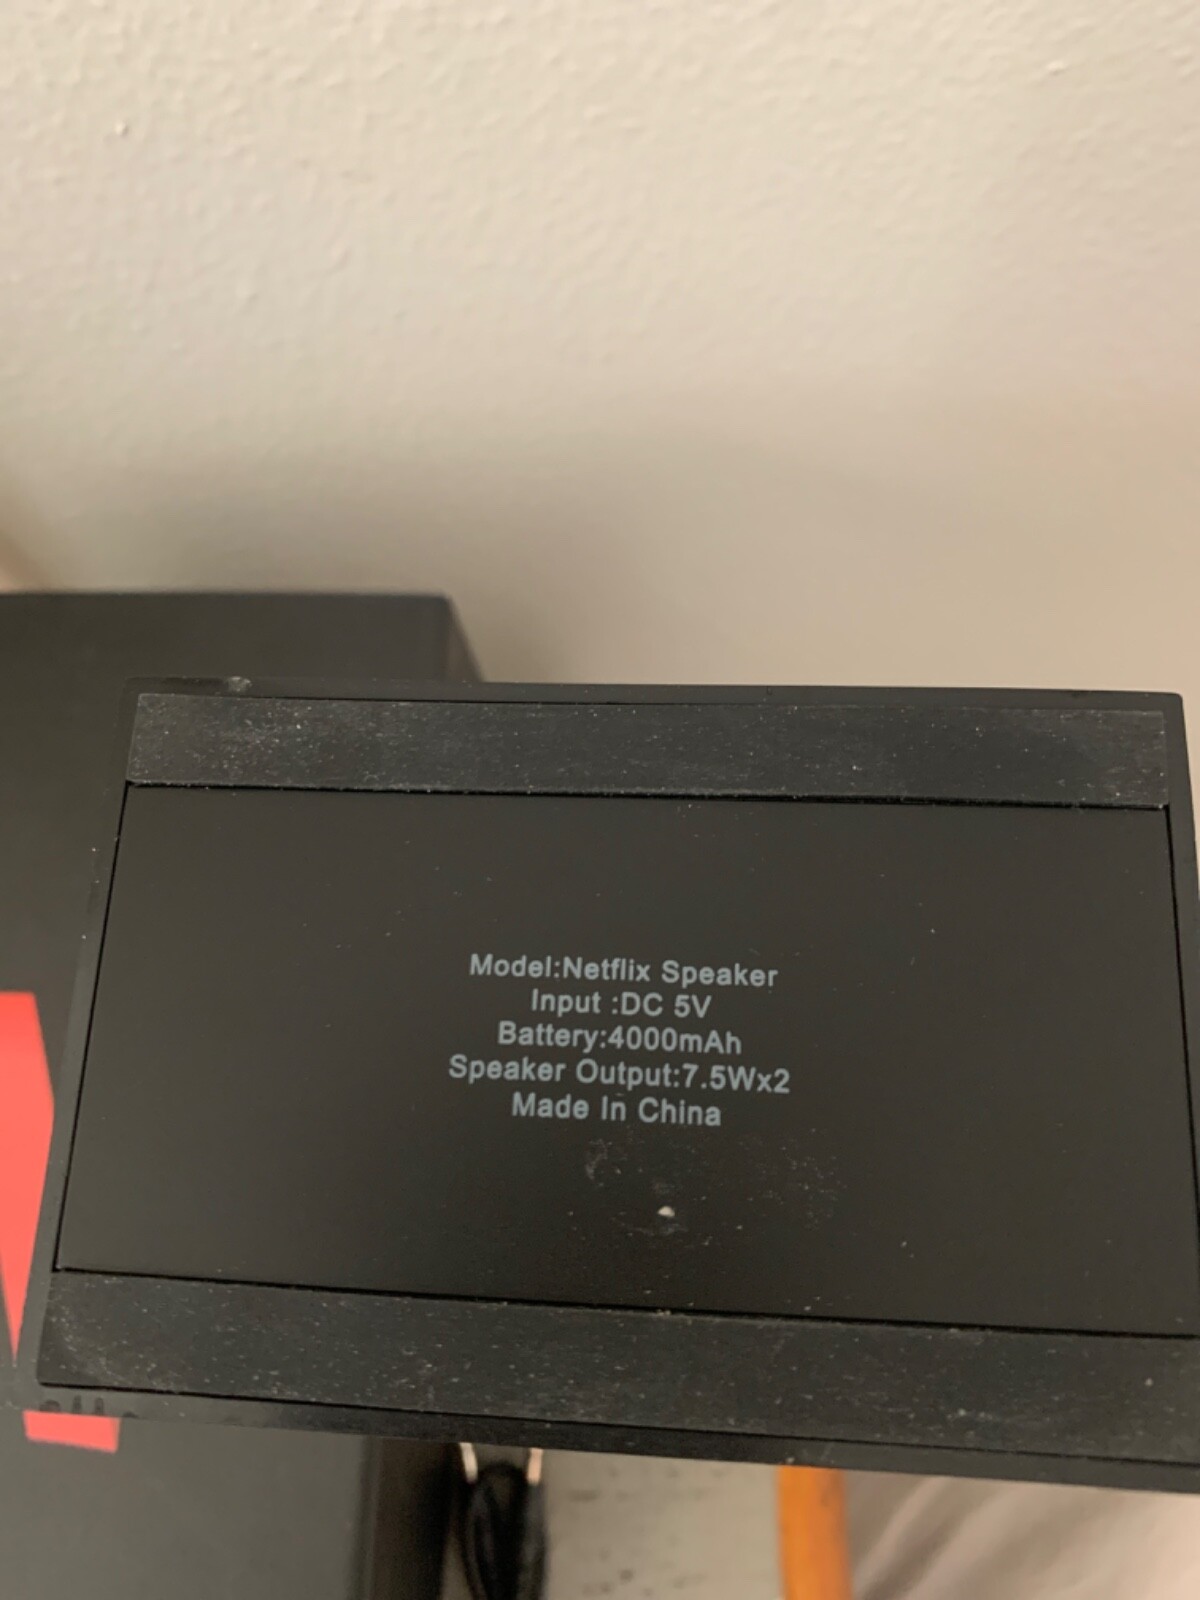 Model:Netflix Speaker
Input :DC 5V
Battery:4000mAh
Speaker Output:7.5Wx2
Made In China